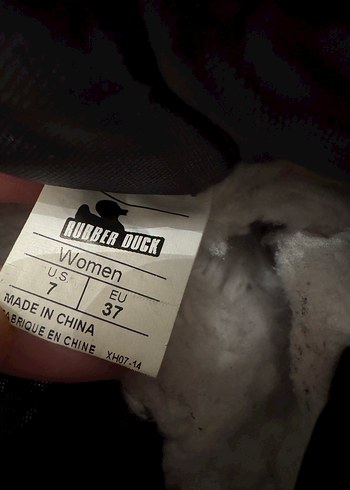 RUBBER DUCK
Women
U.S. EU
7 37
MADE IN CHINA
FABRIQUE EN CHINE XH07-14